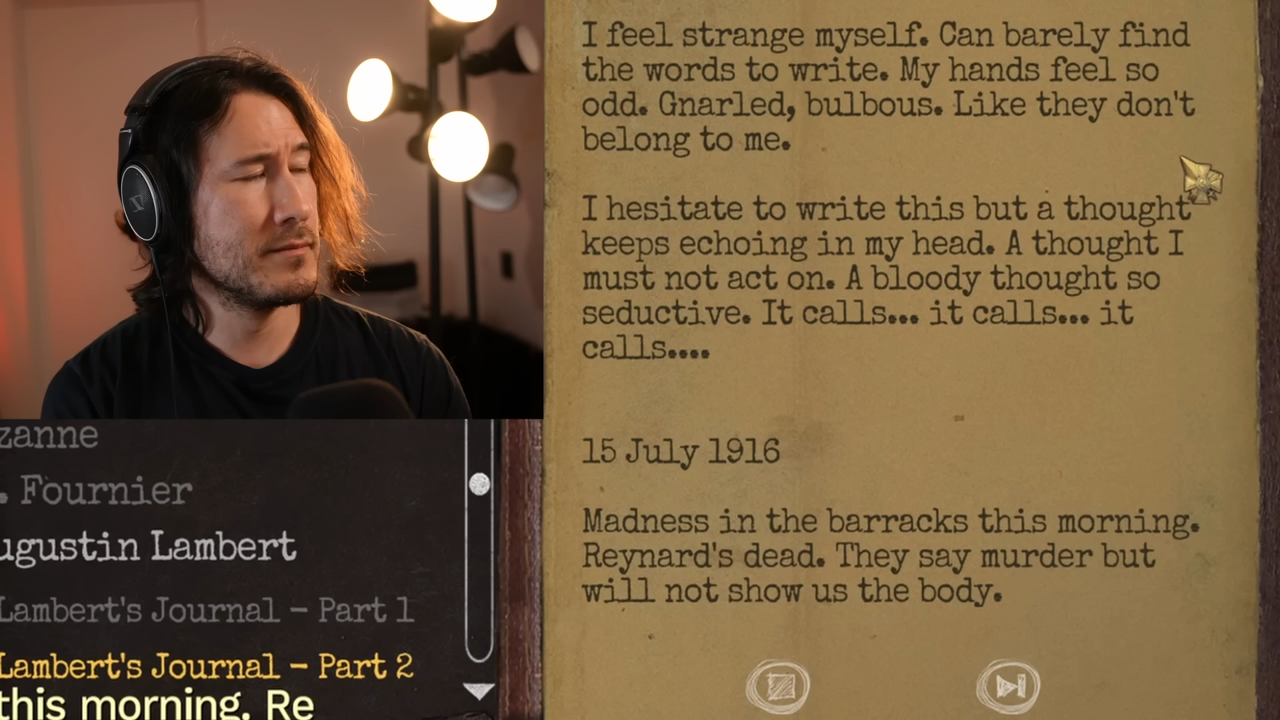 I feel strange myself. Can barely find
the words to write. My hands feel so
odd. Gnarled, bulbous. Like they don't
belong to me.
I hesitate to write this but a thought
keeps echoing in my head. A thought I
must not act on. A bloody thought so
seductive. It calls... it calls... it
calls....
15 July 1916
Madness in the barracks this morning.
Reynard's dead. They say murder but
will not show us the body.
zanne
. Fournier
ugustin Lambert
Lambert's Journal - Part 1
Lambert's Journal - Part 2
this morning. Re